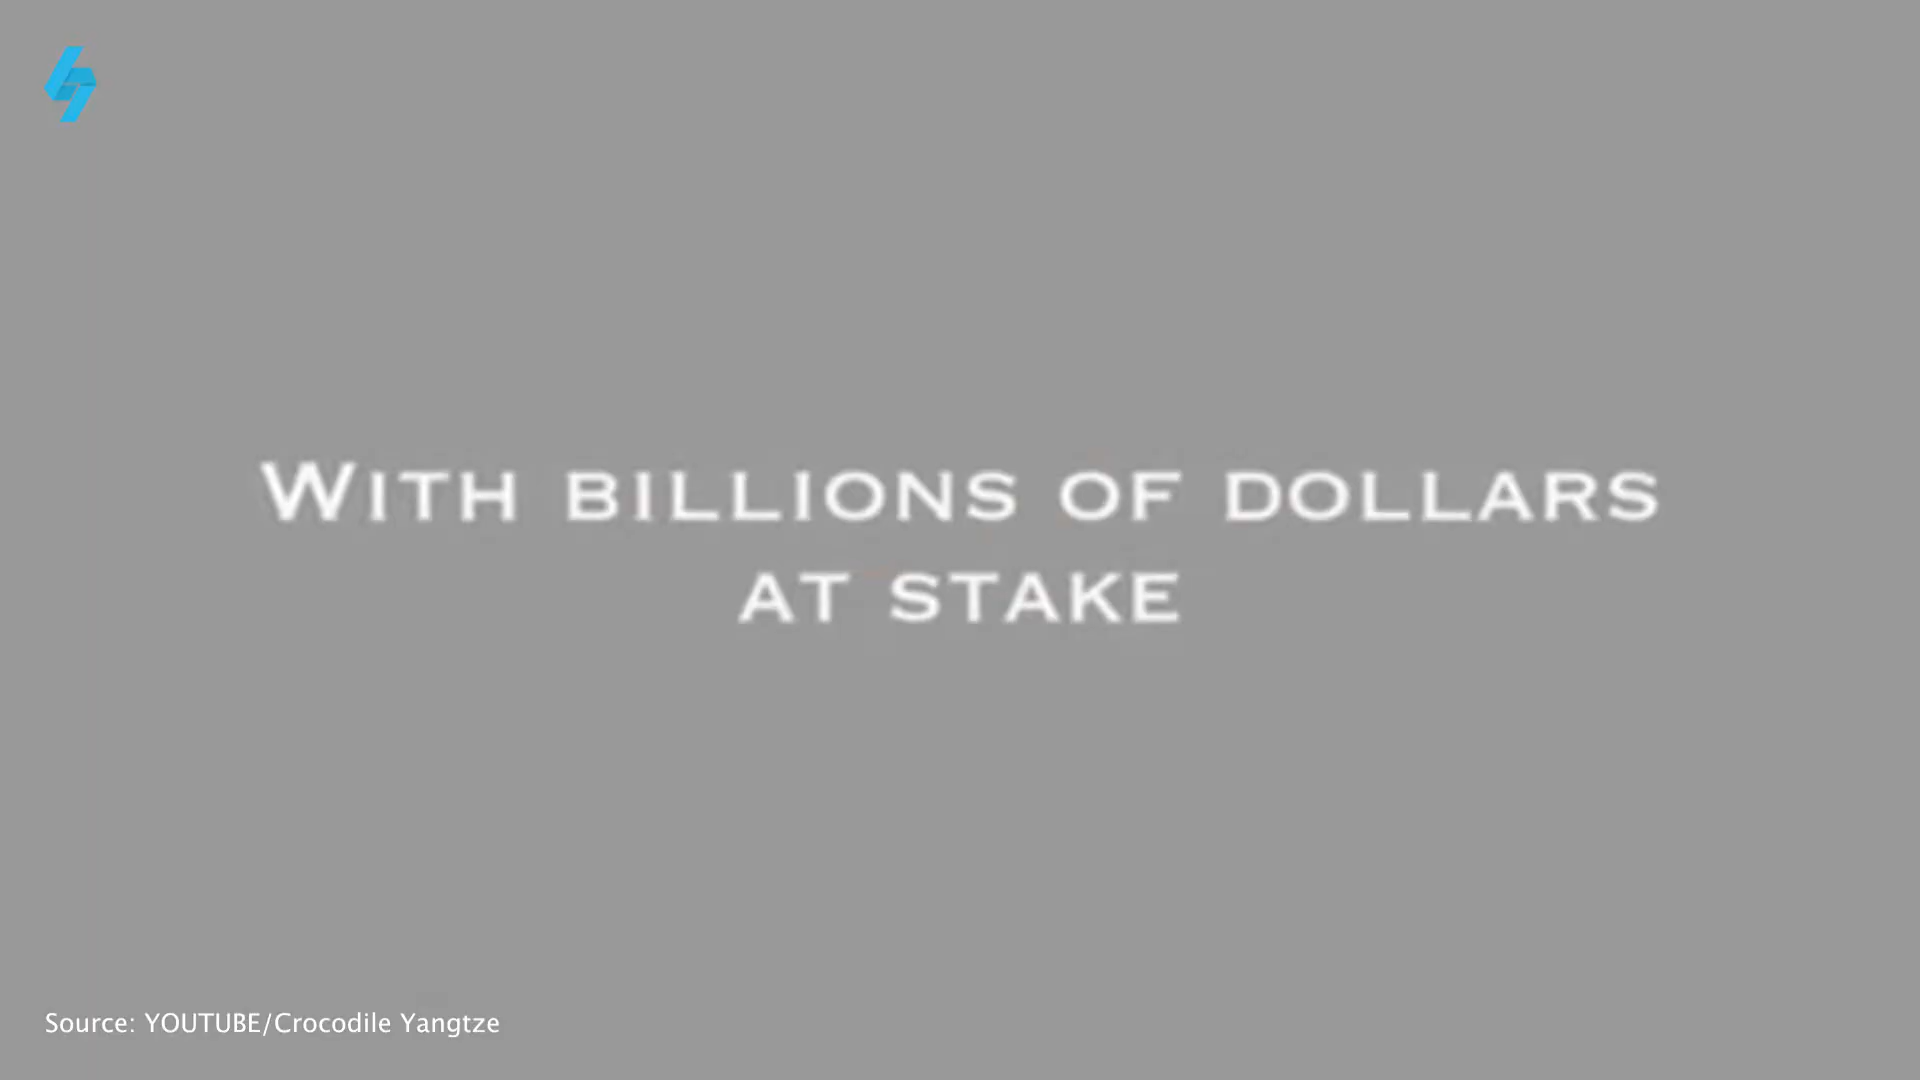 WITH BILLIONS OF DOLLARS
AT STAKE
Source: YOUTUBE/Crocodile Yangtze